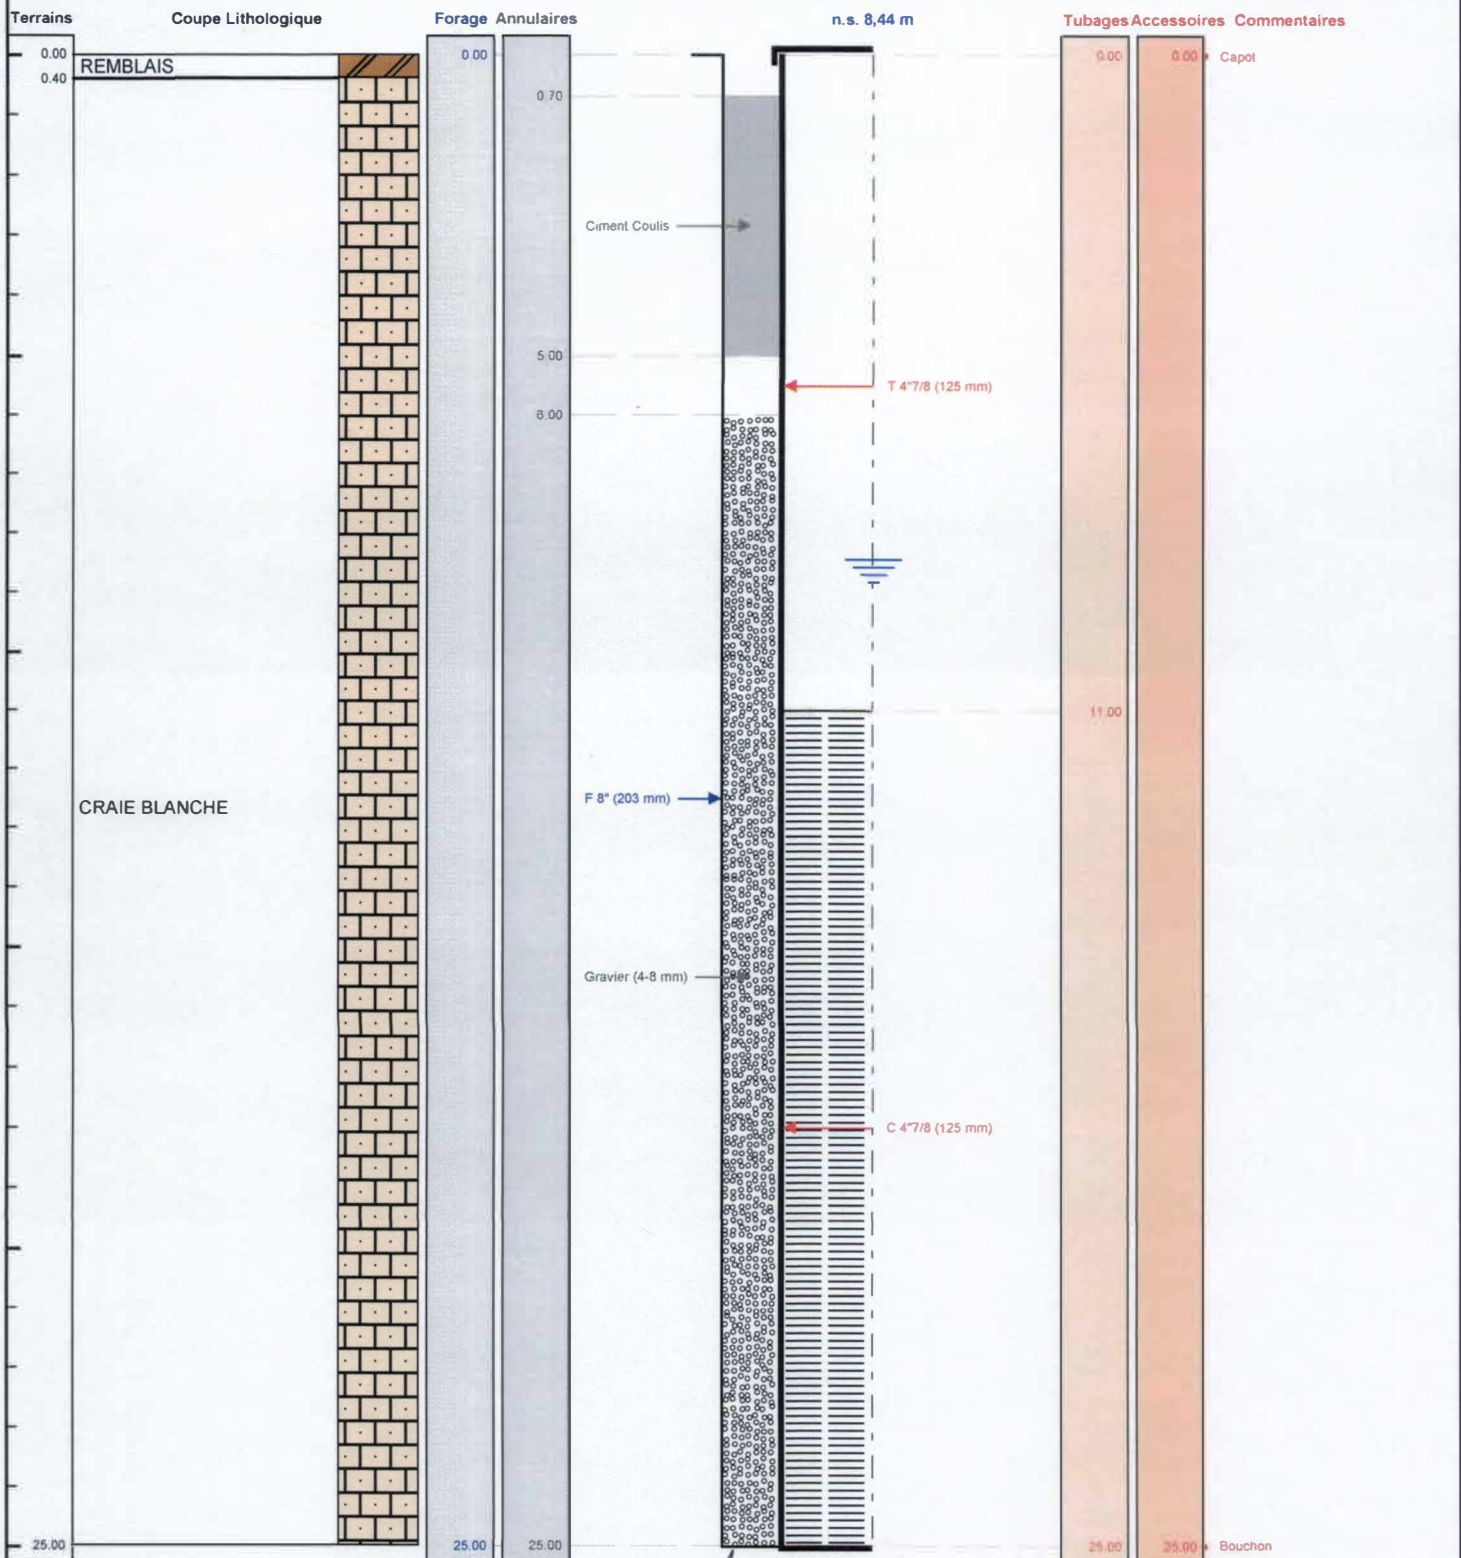 Terrains Coupe Lithologique Forage Annulaires n.s. 8,44 m Tubages Accessoires Commentaires
0.00 REMBLAIS 0.00 0.00 0.00 Capot
0.40
0.70
Ciment Coulis
5.00
T 4"7/8 (125 mm)
6.00
11.00
F 8" (203 mm)
CRAIE BLANCHE
Gravier (4-8 mm)
C 4"7/8 (125 mm)
25.00 25.00 25.00 25.00 25.00 Bouchon